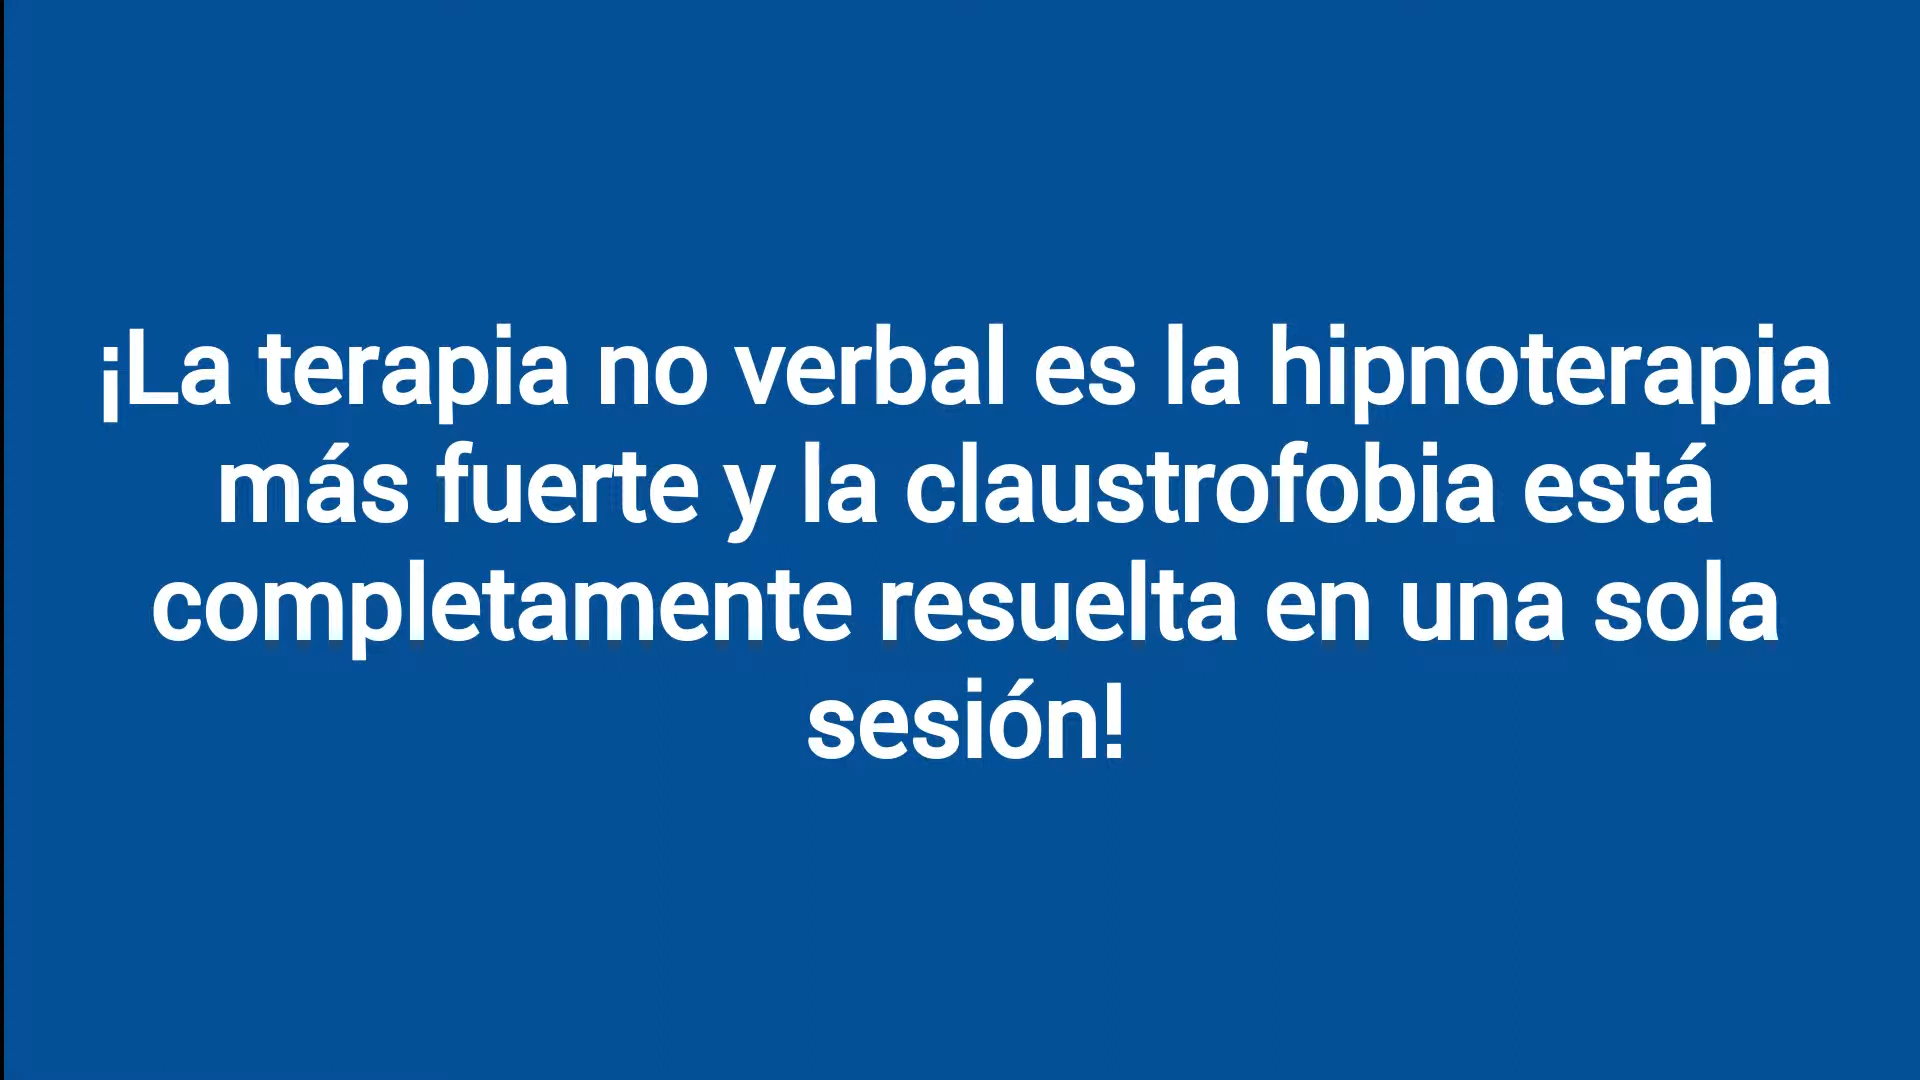 ¡La terapia no verbal es la hipnoterapia
más fuerte y la claustrofobia está
completamente resuelta en una sola
sesión!